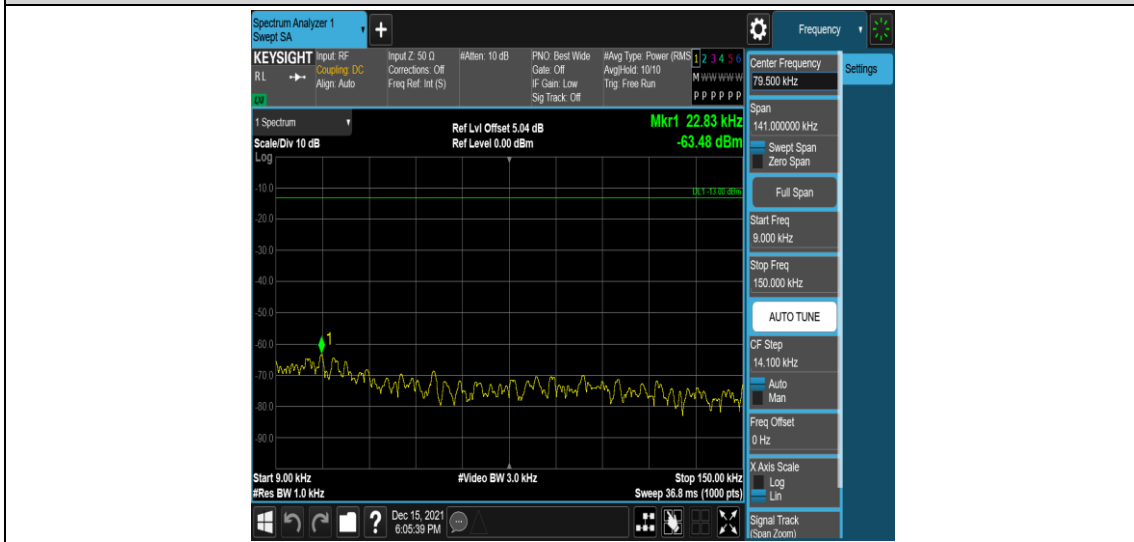 Spectrum Analyzer 1
Swept SA
Frequency
KEYSIGHT
RL
Input: RF
Coupling: DC
Align: Auto
Input Z: 50 Ω
Corrections: Off
Freq Ref: Int (S)
#Atten: 10 dB
PNO: Best Wide
Gate: Off
IF Gain: Low
Sig Track: Off
#Avg Type: Power (RMS
Avg|Hold: 10/10
Trig: Free Run
1 2 3 4 5 6
M W W W W W
P P P P P P
Settings
1 Spectrum
Scale/Div 10 dB
Log
Ref Lvl Offset 5.04 dB
Ref Level 0.00 dBm
Mkr1 22.83 kHz
-63.48 dBm
DL1 -13.00 dBm
-10.0
-20.0
-30.0
-40.0
-50.0
-60.0
-70.0
-80.0
-90.0
1
Start 9.00 kHz
#Res BW 1.0 kHz
#Video BW 3.0 kHz
Stop 150.00 kHz
Sweep 36.8 ms (1000 pts)
Center Frequency
79.500 kHz
Span
141.000000 kHz
Swept Span
Zero Span
Full Span
Start Freq
9.000 kHz
Stop Freq
150.000 kHz
AUTO TUNE
CF Step
14.100 kHz
Auto
Man
Freq Offset
0 Hz
X Axis Scale
Log
Lin
Signal Track
(Span Zoom)
?
Dec 15, 2021
6:05:39 PM